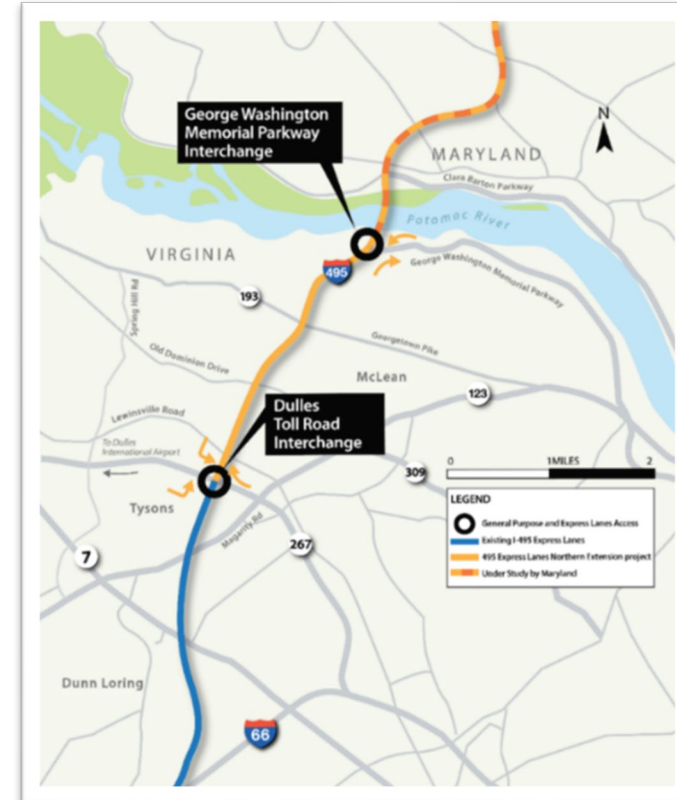 George Washington
Memorial Parkway
Interchange
N
MARYLAND
Clara Barton Parkway
Potomac River
VIRGINIA
495
George Washington Memorial Parkway
193
Spring Hill Rd
Georgetown Pike
Old Dominion Drive
McLean
Dulles
Toll Road
Interchange
123
Lewinsville Road
To Dulles
International Airport
309
0 1MILES 2
Tysons
LEGEND
General Purpose and Express Lanes Access
Existing I-495 Express Lanes
495 Express Lanes Northern Extension project
Under Study by Maryland
Magarity Rd
267
7
Dunn Loring
66